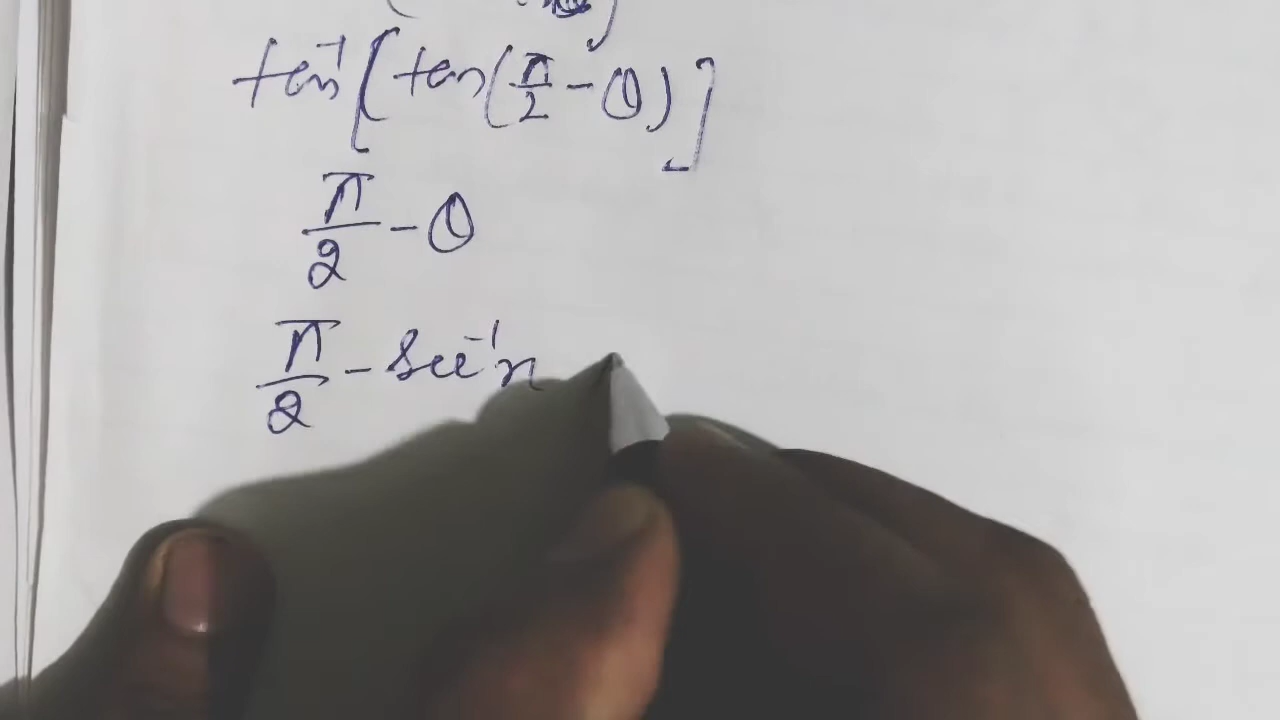 tan⁻¹[tan(π/2 - θ)]
π/2 - θ
π/2 - sec⁻¹x